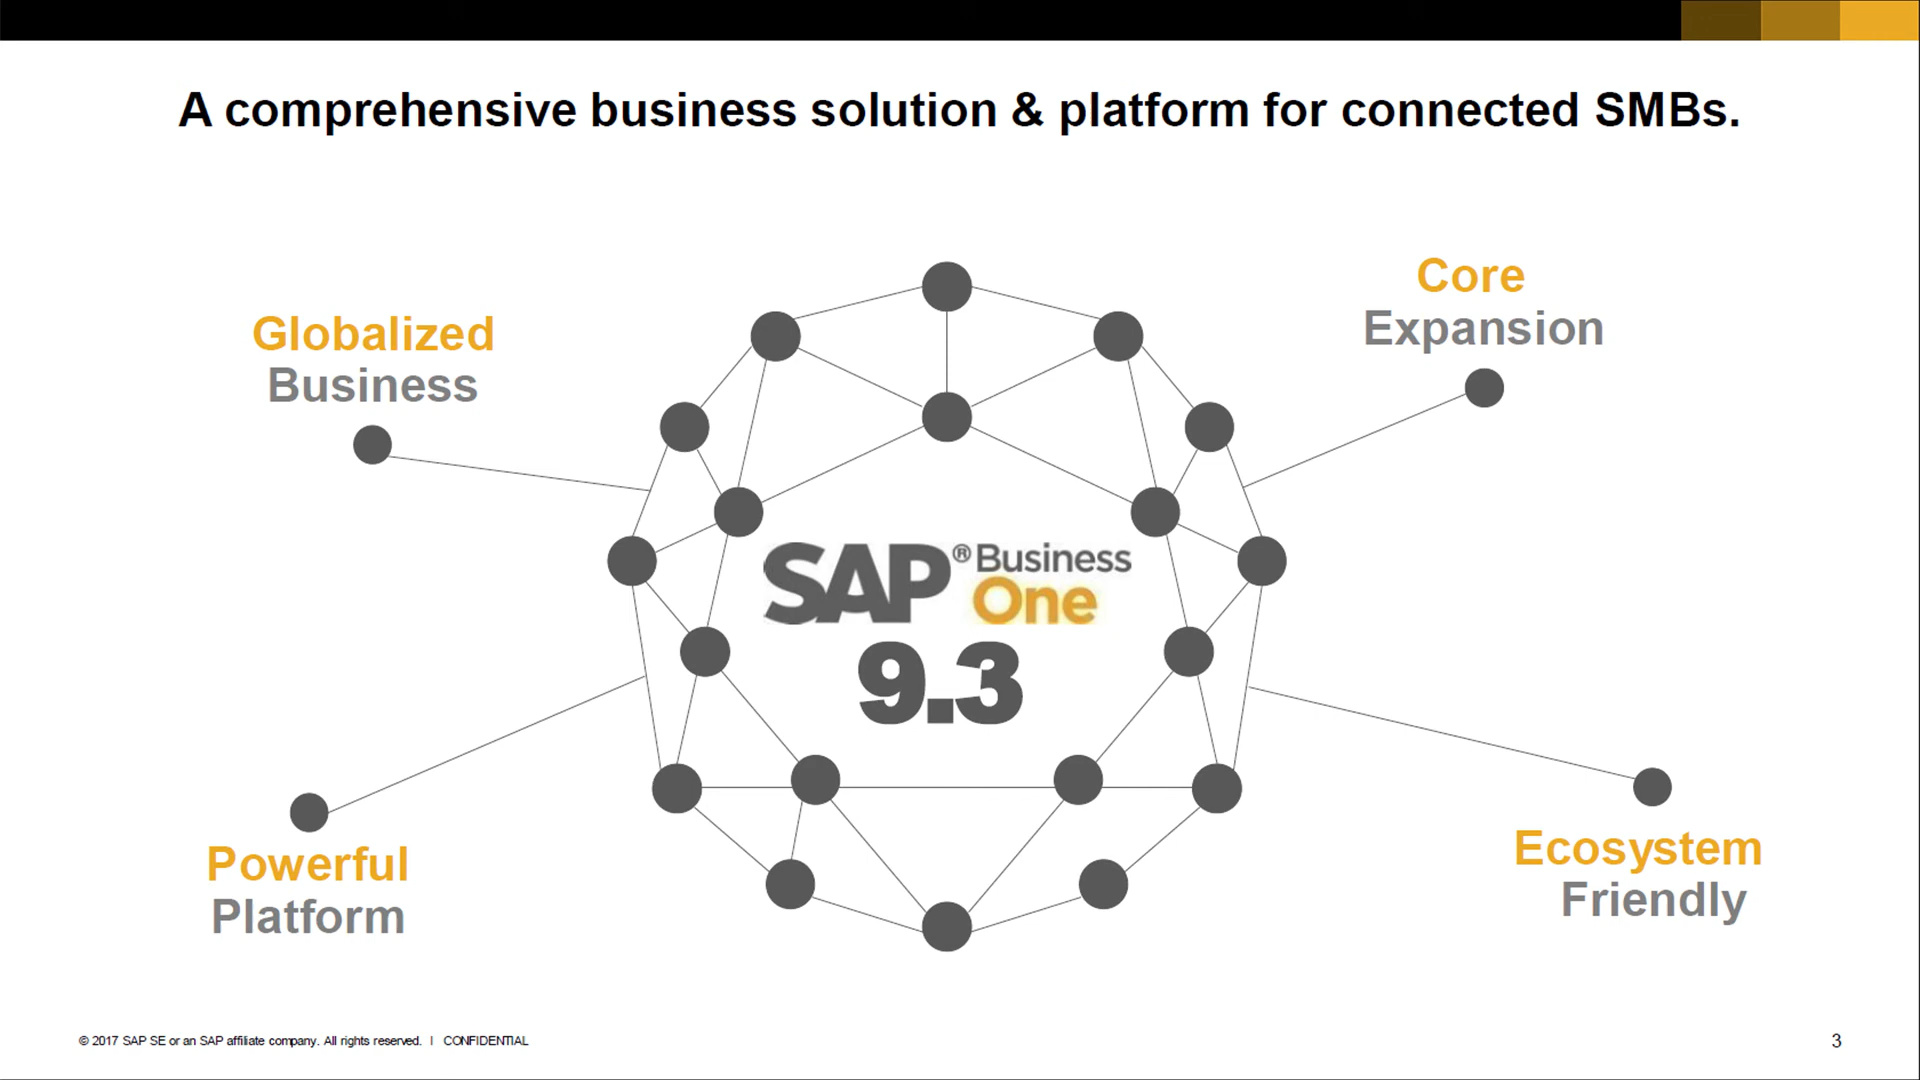 A comprehensive business solution & platform for connected SMBs.
Globalized
Business
Core
Expansion
SAP® Business
One
9.3
Powerful
Platform
Ecosystem
Friendly
© 2017 SAP SE or an SAP affiliate company. All rights reserved. | CONFIDENTIAL
3